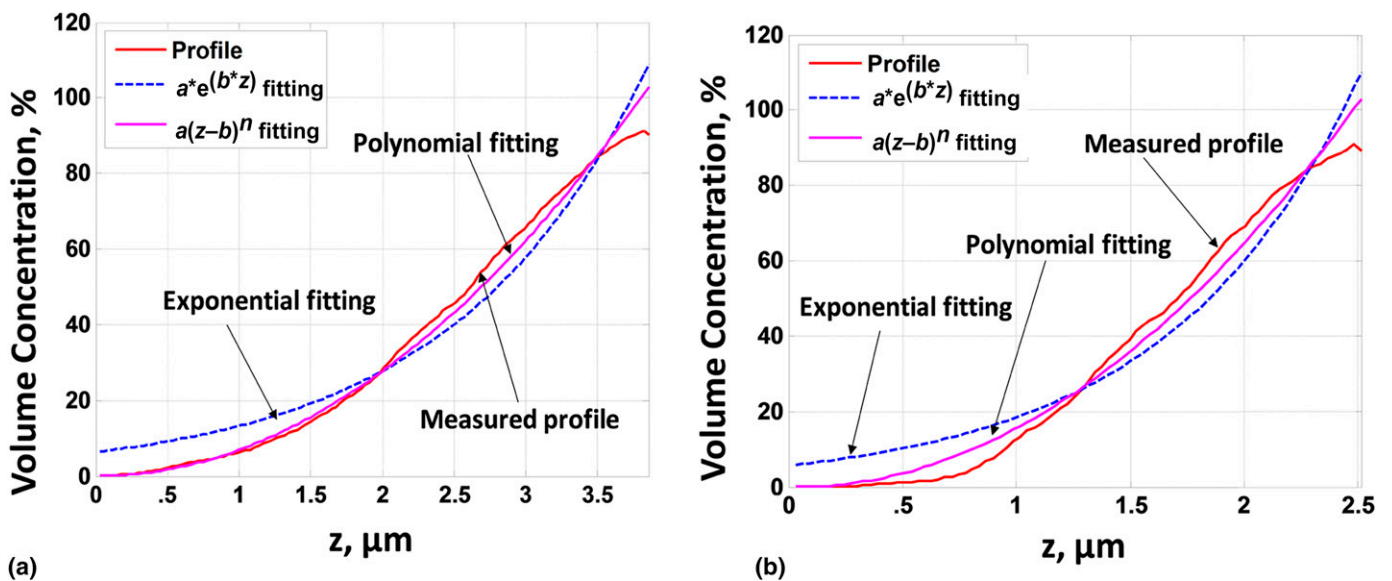 120
100
80
60
40
20
0
Volume Concentration, %
Profile
a*e(b*z) fitting
a(z–b)n fitting
Polynomial fitting
Exponential fitting
Measured profile
0 .5 1 1.5 2 2.5 3 3.5
z, µm
(a)
120
100
80
60
40
20
0
Volume Concentration, %
Profile
a*e(b*z) fitting
a(z–b)n fitting
Measured profile
Polynomial fitting
Exponential fitting
0 .5 1 1.5 2 2.5
z, µm
(b)